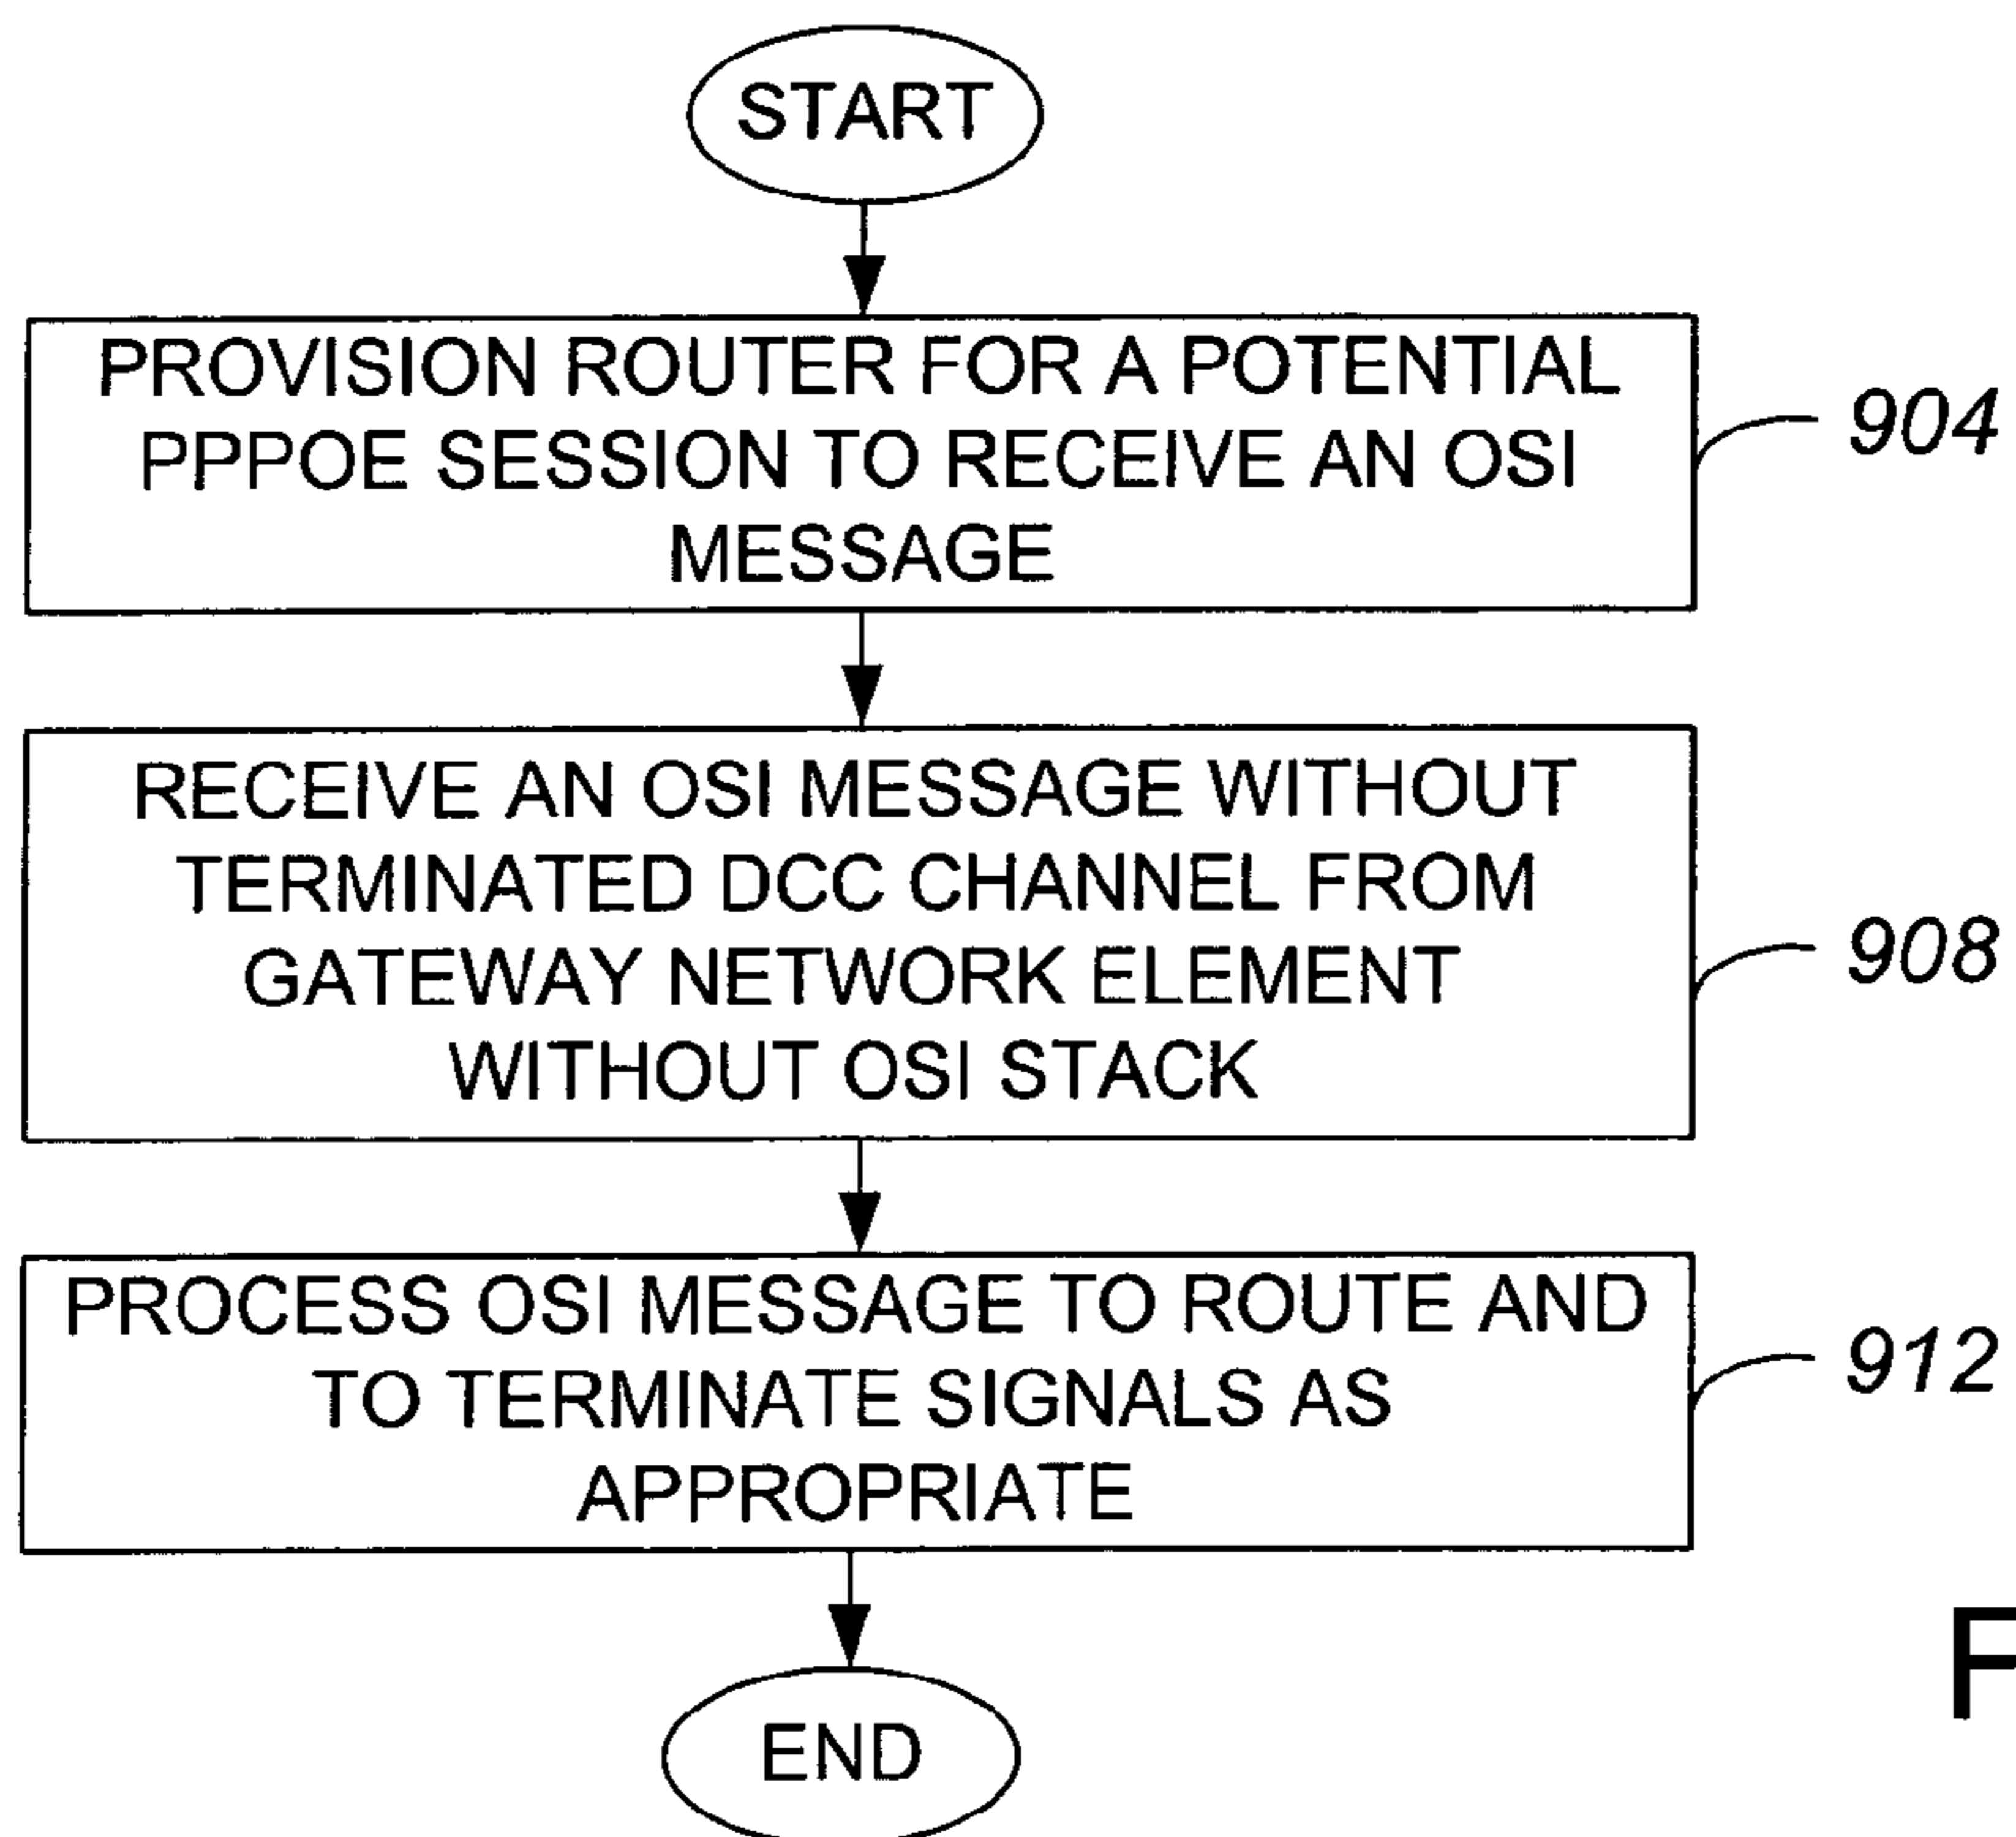 START
PROVISION ROUTER FOR A POTENTIAL
PPPOE SESSION TO RECEIVE AN OSI
MESSAGE
904
RECEIVE AN OSI MESSAGE WITHOUT
TERMINATED DCC CHANNEL FROM
GATEWAY NETWORK ELEMENT
WITHOUT OSI STACK
908
PROCESS OSI MESSAGE TO ROUTE AND
TO TERMINATE SIGNALS AS
APPROPRIATE
912
END